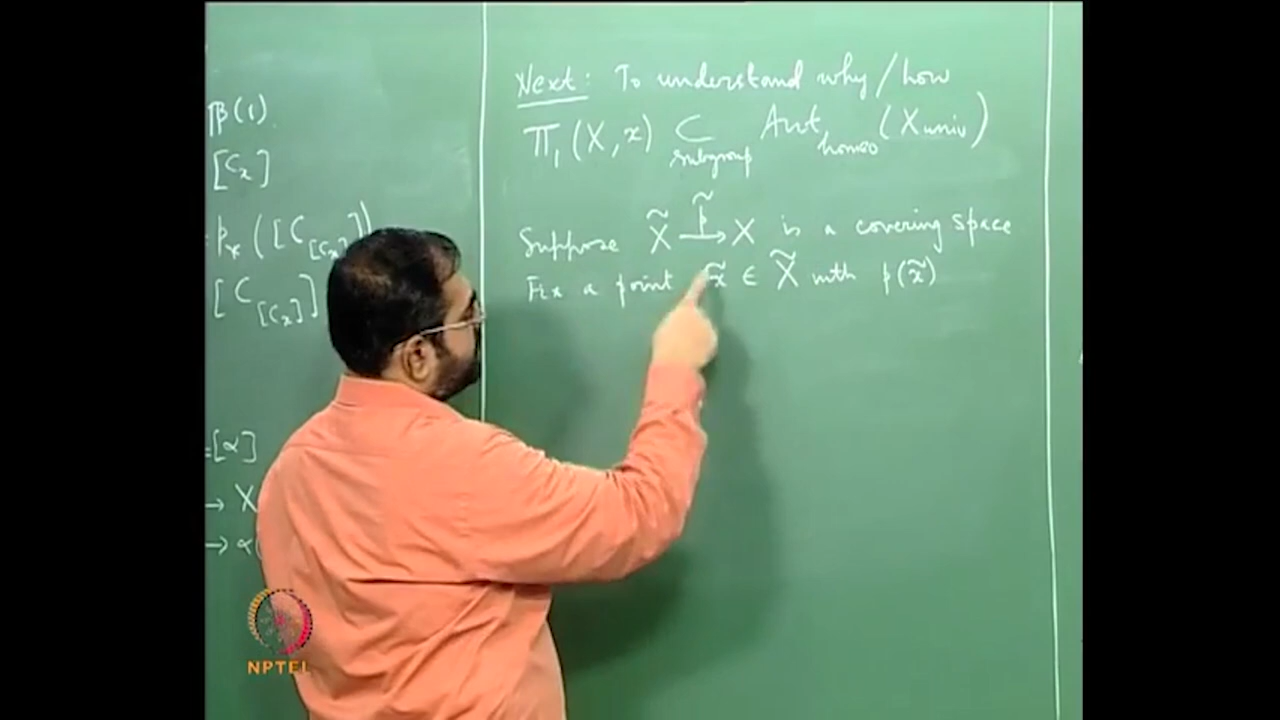 π β(1)
[C_x]
= p_* ([C_{[C_x]}])
[C_{[C_x]}]
=[α]
→ X
→ α(
Next: To understand why/how
Π₁(X, x) ⊂ Aut (X univ)
subgroup homeo
Suppose X̃ →p̃ X is a covering space
Fix a point x̃ ∈ X̃ with p(x̃)
NPTEL